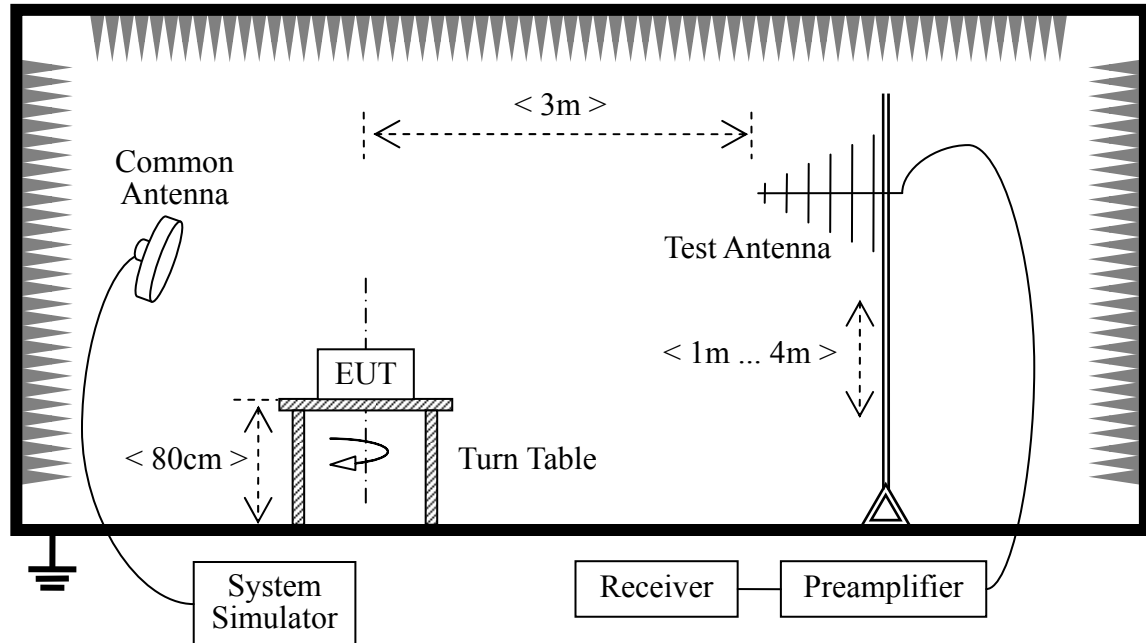 < 3m >
Common
Antenna
Test Antenna
< 1m ... 4m >
EUT
< 80cm >
Turn Table
System
Simulator
Receiver
Preamplifier